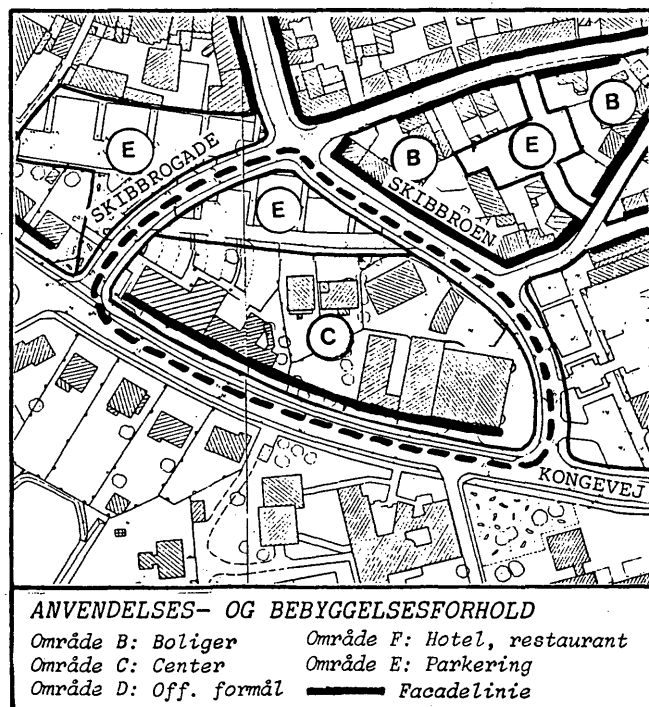 B
E
E
B
SKIBBROGADE
SKIBBROEN
E
C
KONGEVEJ
ANVENDELSES- OG BEBYGGELSESFORHOLD
Område B: Boliger Område F: Hotel, restaurant
Område C: Center Område E: Parkering
Område D: Off. formål Facadelinie